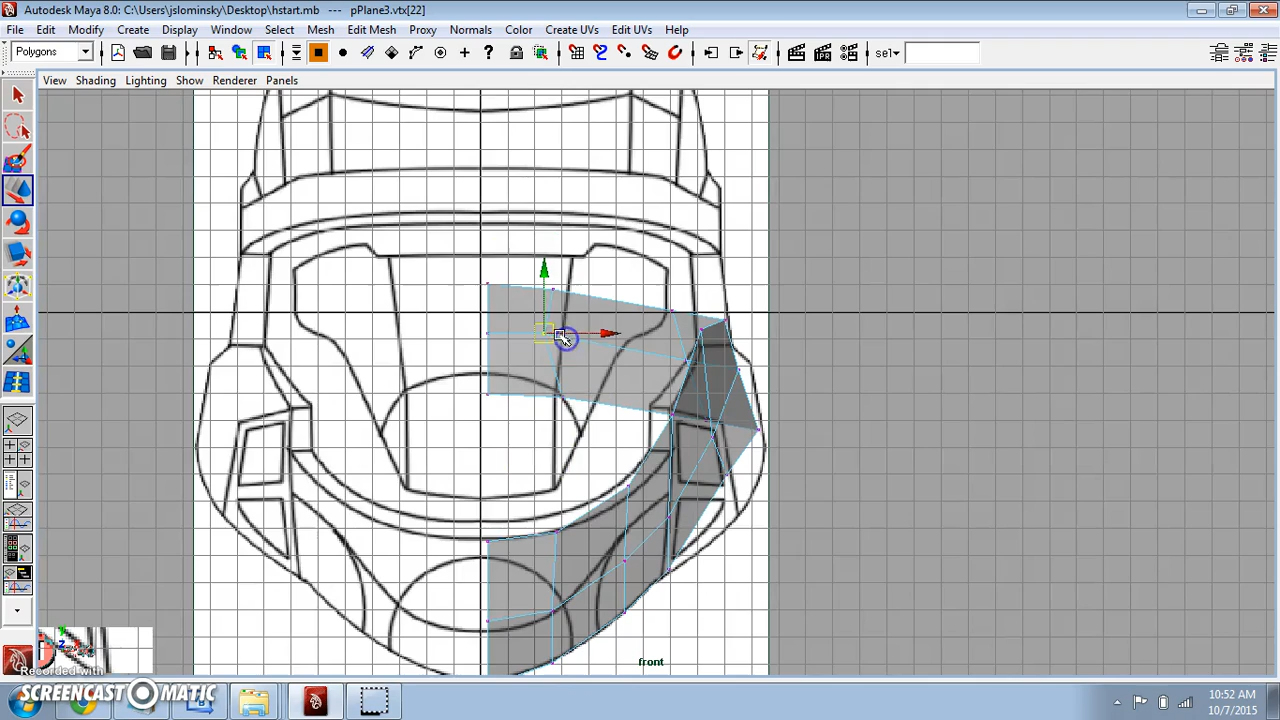 Autodesk Maya 8.0: C:\Users\jslominsky\Desktop\hstart.mb --- pPlane3.vtx[22]
File Edit Modify Create Display Window Select Mesh Edit Mesh Proxy Normals Color Create UVs Edit UVs Help
Polygons
sel
View Shading Lighting Show Renderer Panels
front
Recorded with
SCREENCAST-O-MATIC
10:52 AM
10/7/2015